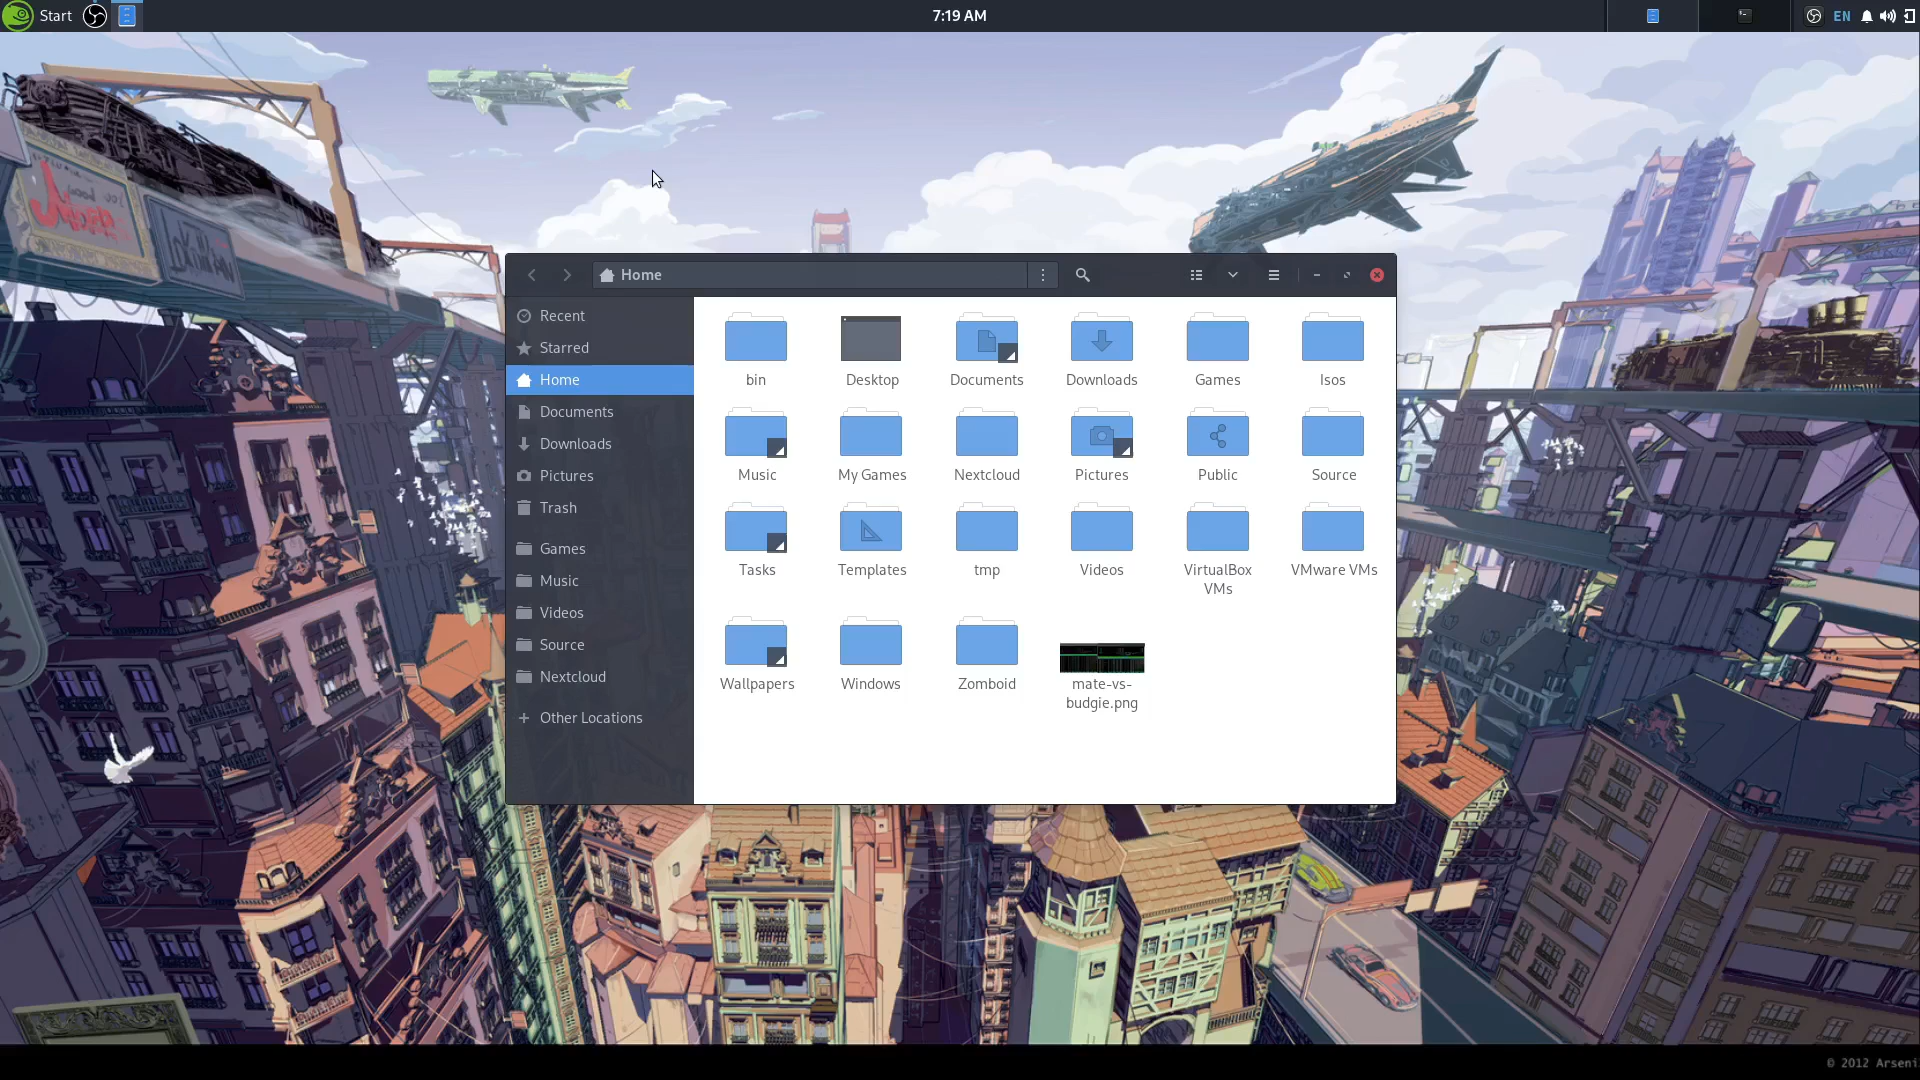 Start
7:19 AM
EN
Home
Recent
Starred
Home
Documents
Downloads
Pictures
Trash
Games
Music
Videos
Source
Nextcloud
Other Locations
bin Desktop Documents Downloads Games Isos
Music My Games Nextcloud Pictures Public Source
Tasks Templates tmp Videos VirtualBox VMs VMware VMs
Wallpapers Windows Zomboid mate-vs-budgie.png
© 2012 Arseni